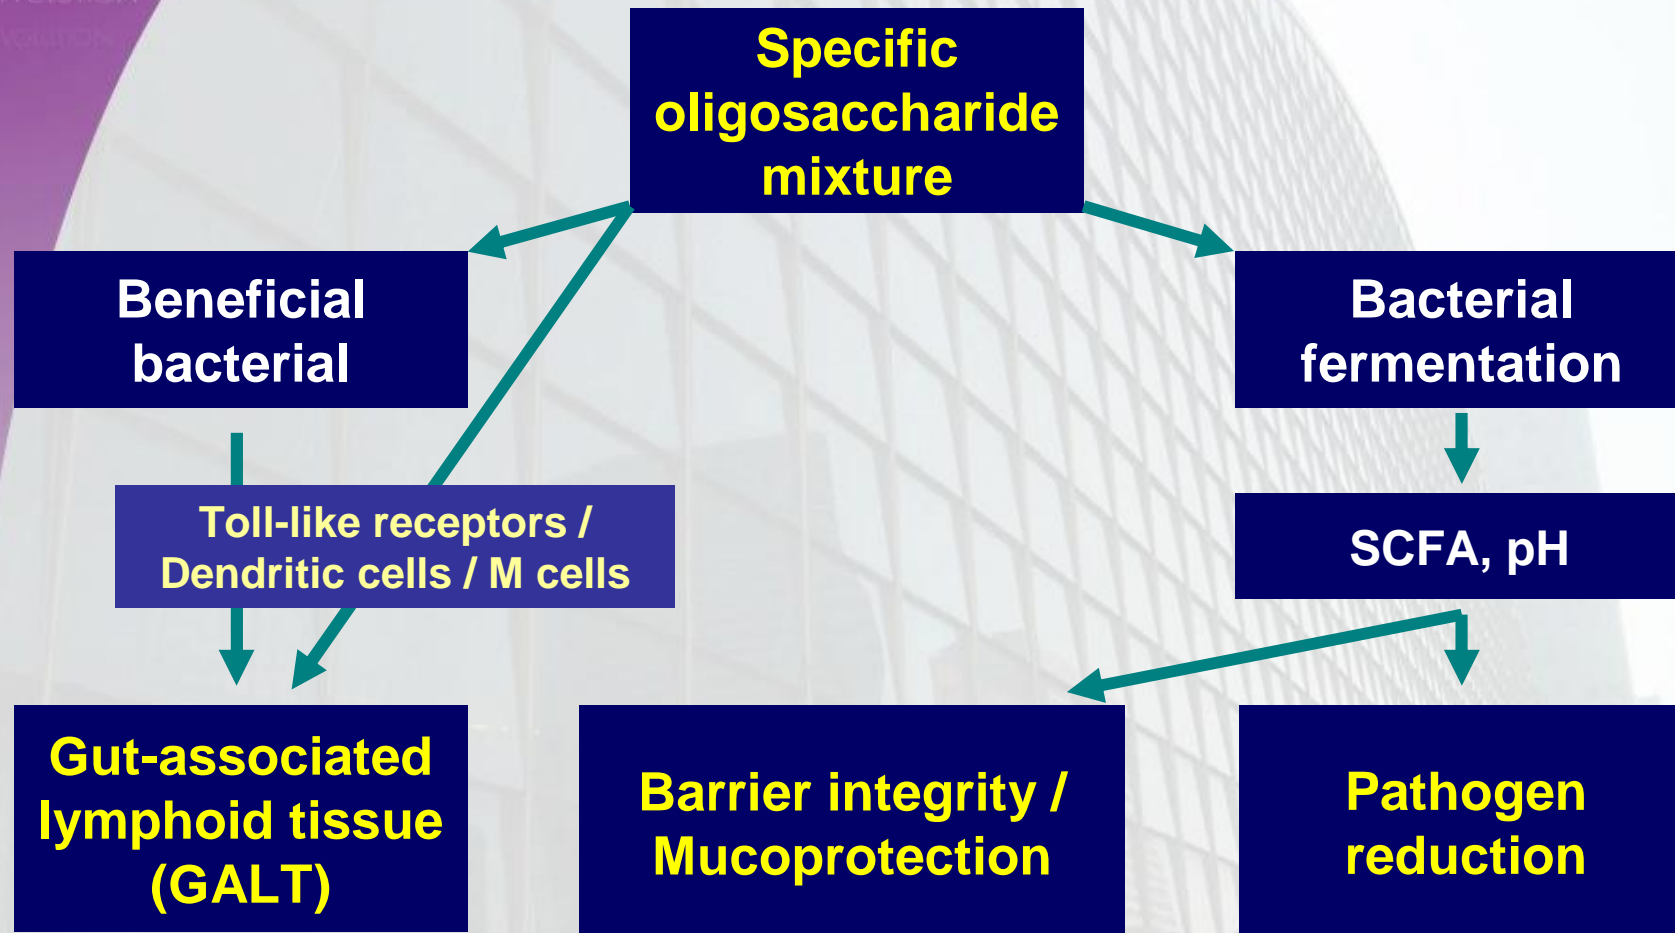 Specific
oligosaccharide
mixture
Beneficial
bacterial
Bacterial
fermentation
Toll-like receptors /
Dendritic cells / M cells
SCFA, pH
Gut-associated
lymphoid tissue
(GALT)
Barrier integrity /
Mucoprotection
Pathogen
reduction